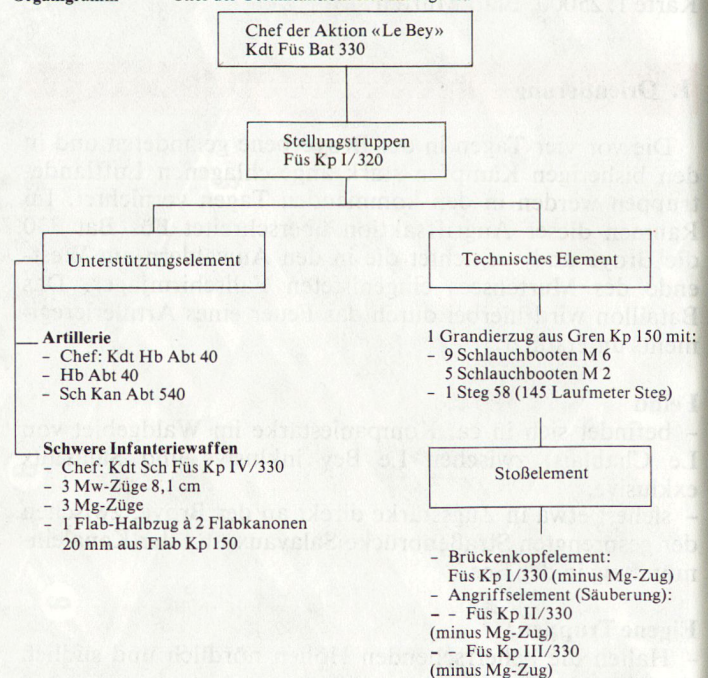 Karte 1:25000
Chef der Aktion «Le Bey»
Kdt Füs Bat 330
Stellungstruppen
Füs Kp I/320
Unterstützungselement
Technisches Element
Artillerie
- Chef: Kdt Hb Abt 40
- Hb Abt 40
- Sch Kan Abt 540
1 Grandierzug aus Gren Kp 150 mit:
- 9 Schlauchbooten M 6
5 Schlauchbooten M 2
- 1 Steg 58 (145 Laufmeter Steg)
Schwere Infanteriewaffen
- Chef: Kdt Sch Füs Kp IV/330
- 3 Mw-Züge 8,1 cm
- 3 Mg-Züge
- 1 Flab-Halbzug à 2 Flabkanonen
20 mm aus Flab Kp 150
Stoßelement
- Brückenkopfelement:
Füs Kp I/330 (minus Mg-Zug)
- Angriffselement (Säuberung):
- - Füs Kp II/330
(minus Mg-Zug)
- - Füs Kp III/330
(minus Mg-Zug)